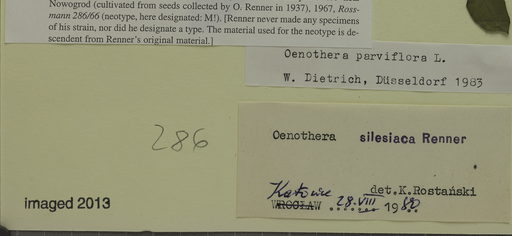 Nowogrod (cultivated from seeds collected by O. Renner in 1937), 1967, Ross-
mann 286/66 (neotype, here designated: M!). [Renner never made any specimens
of his strain, nor did he designate a type. The material used for the neotype is de-
scendent from Renner's original material.]
Oenothera parviflora L.
W. Dietrich, Düsseldorf 1983
286
Oenothera silesiaca Renner
Katowice det.K.Rostański
WROCŁAW 28.VIII 1980
imaged 2013